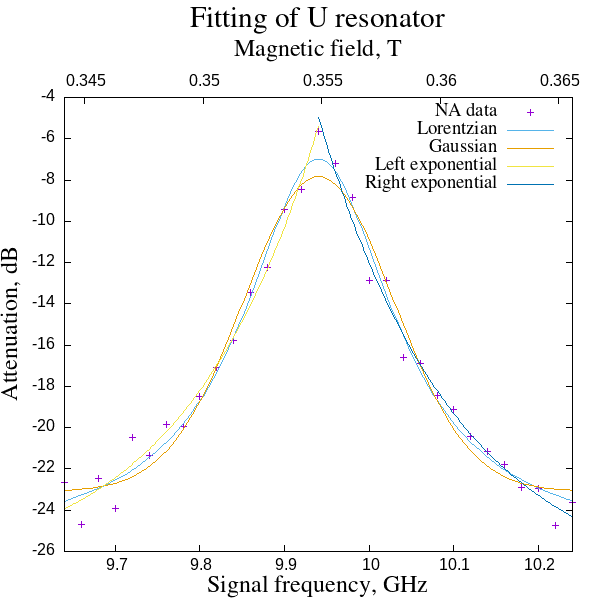 Fitting of U resonator
Magnetic field, T
0.345 0.35 0.355 0.36 0.365
-4
-6
-8
-10
-12
-14
-16
-18
-20
-22
-24
-26
Attenuation, dB
NA data
Lorentzian
Gaussian
Left exponential
Right exponential
9.7 9.8 9.9 10 10.1 10.2
Signal frequency, GHz